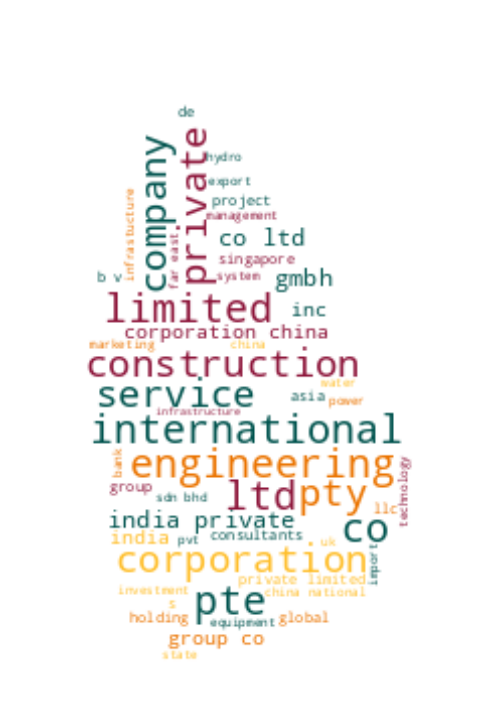 de
company
private
hydro
export
infrastucture
project
management
far east
co ltd
singapore
b v
system
gmbh
limited
inc
corporation china
marketing
china
construction
water
service
asia
power
infrastructure
international
bank
engineering
technology
group
sdn bhd
ltd
pty
llc
india private
co
india
pvt
consultants
uk
corporation
import
private limited
investment
china national
s
pte
holding
equipment
global
group co
state